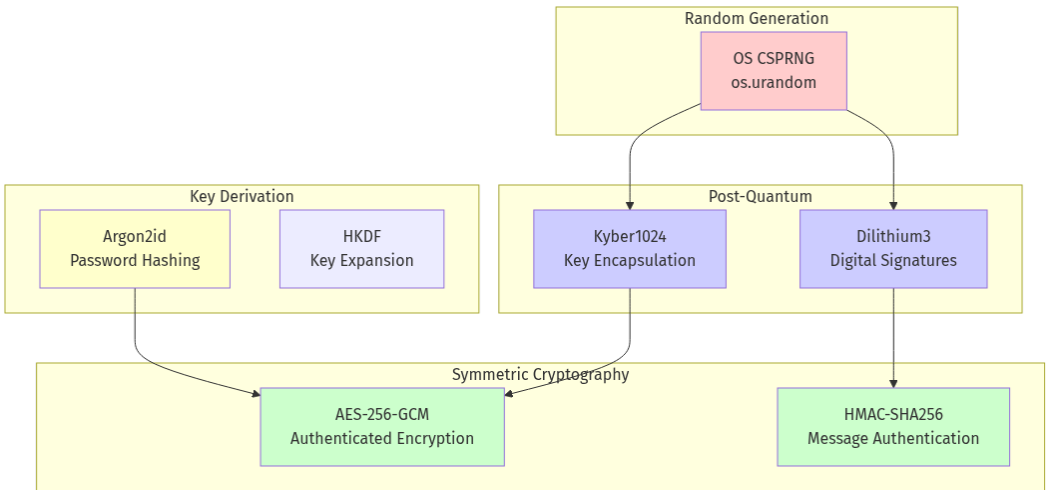 Random Generation
OS CSPRNG
os.urandom
Key Derivation
Argon2id
Password Hashing
HKDF
Key Expansion
Post-Quantum
Kyber1024
Key Encapsulation
Dilithium3
Digital Signatures
Symmetric Cryptography
AES-256-GCM
Authenticated Encryption
HMAC-SHA256
Message Authentication